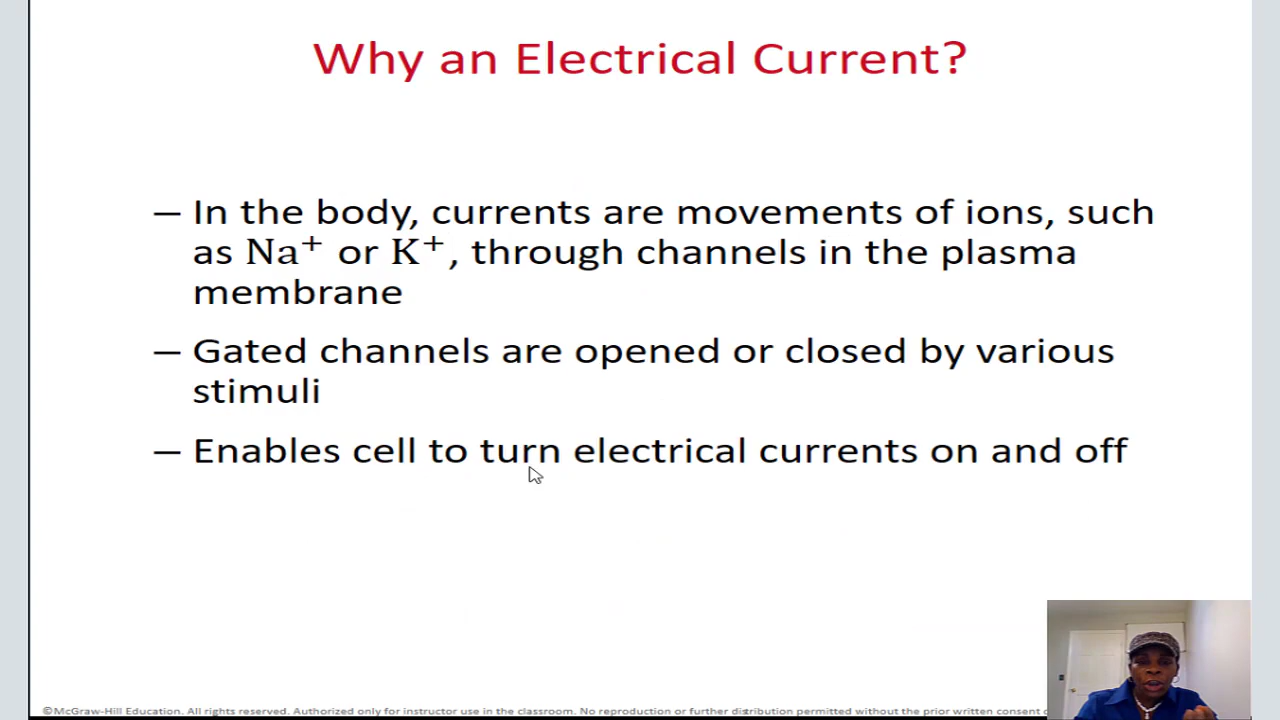 Why an Electrical Current?
– In the body, currents are movements of ions, such
as Na⁺ or K⁺, through channels in the plasma
membrane
– Gated channels are opened or closed by various
stimuli
– Enables cell to turn electrical currents on and off
©McGraw-Hill Education. All rights reserved. Authorized only for instructor use in the classroom. No reproduction or further distribution permitted without the prior written consent